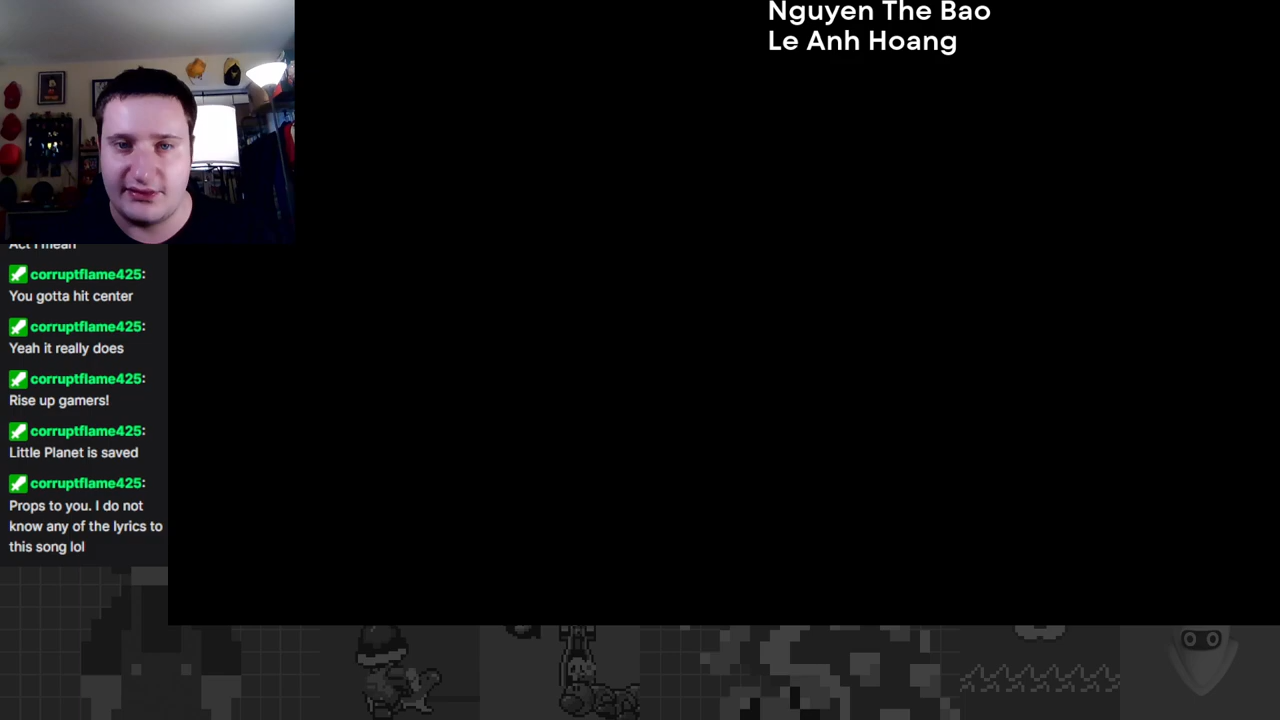 Nguyen The Bao
Le Anh Hoang
Act I mean
corruptflame425:
You gotta hit center
corruptflame425:
Yeah it really does
corruptflame425:
Rise up gamers!
corruptflame425:
Little Planet is saved
corruptflame425:
Props to you. I do not
know any of the lyrics to
this song lol